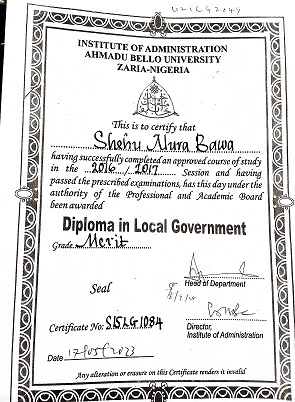 INSTITUTE OF ADMINISTRATION
AHMADU BELLO UNIVERSITY
ZARIA-NIGERIA
This is to certify that
Shehu Alura Bawa
having successfully completed an approved course of study
in the 2016/2017 Session and having
passed the prescribed examinations, has this day under the
authority of the Professional and Academic Board
been awarded
Diploma in Local Government
Grade Merit
Head of Department
Seal
Certificate No: SISLG1084
Director,
Institute of Administration
Date 17/05/2023
Any alteration or erasure on this Certificate renders it invalid